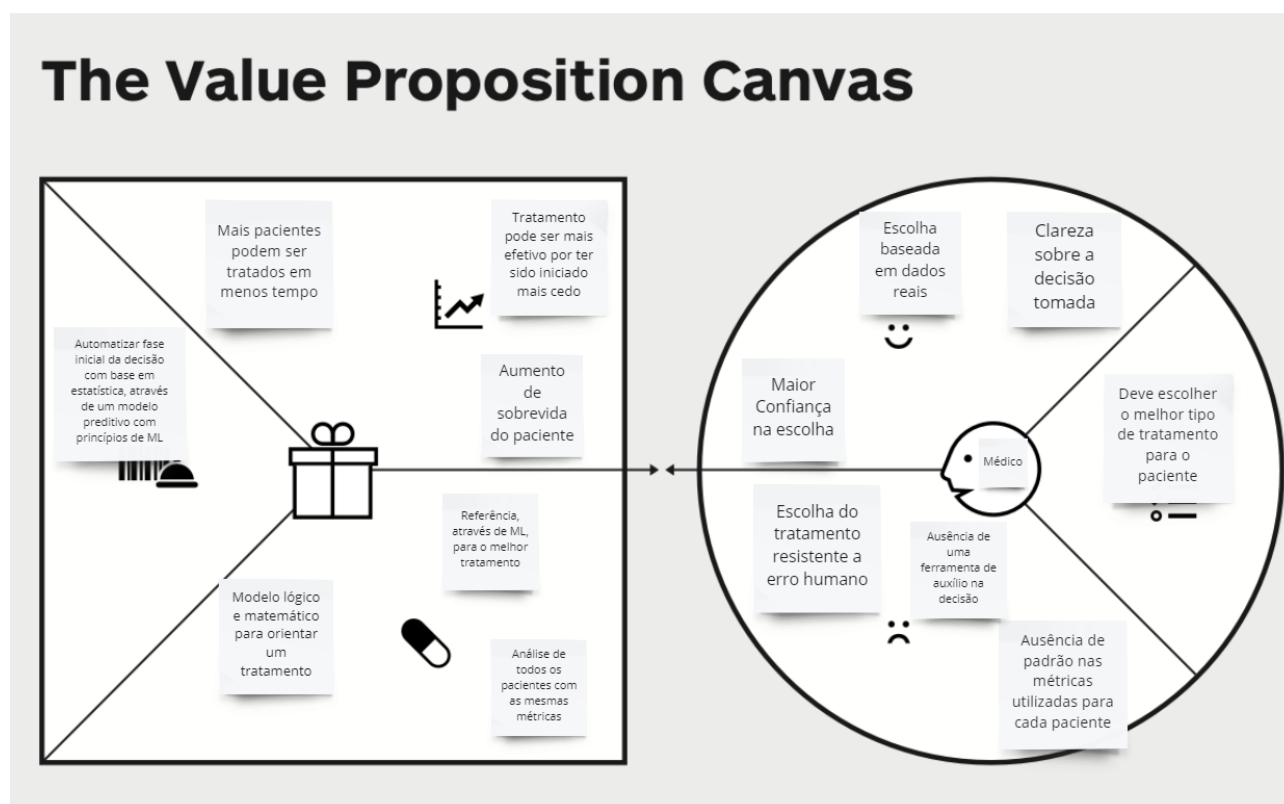 The Value Proposition Canvas
Mais pacientes
podem ser
tratados em
menos tempo
Tratamento
pode ser mais
efetivo por ter
sido iniciado
mais cedo
Automatizar fase
inicial da decisão
com base em
estatística, através
de um modelo
preditivo com
princípios de ML
Aumento
de
sobrevida
do paciente
Referência,
através de ML,
para o melhor
tratamento
Modelo lógico
e matemático
para orientar
um
tratamento
Análise de
todos os
pacientes com
as mesmas
métricas
Escolha
baseada
em dados
reais
Clareza
sobre a
decisão
tomada
Maior
Confiança
na escolha
Deve escolher
o melhor tipo
de tratamento
para o
paciente
Médico
Escolha do
tratamento
resistente a
erro humano
Ausência de
uma
ferramenta de
auxílio na
decisão
Ausência de
padrão nas
métricas
utilizadas para
cada paciente